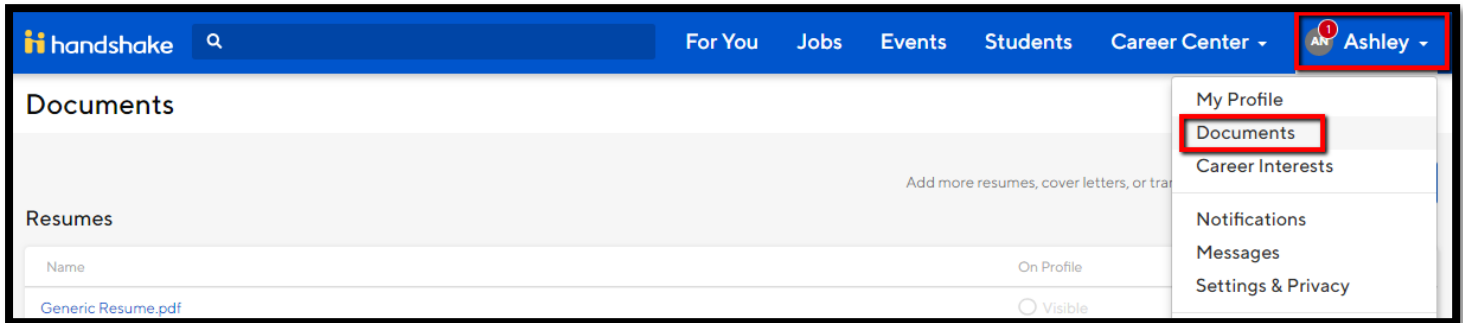 handshake For You Jobs Events Students Career Center AN 1 Ashley
Documents
My Profile
Documents
Career Interests
Notifications
Messages
Settings & Privacy
Add more resumes, cover letters, or
Resumes
Name On Profile
Generic Resume.pdf Visible